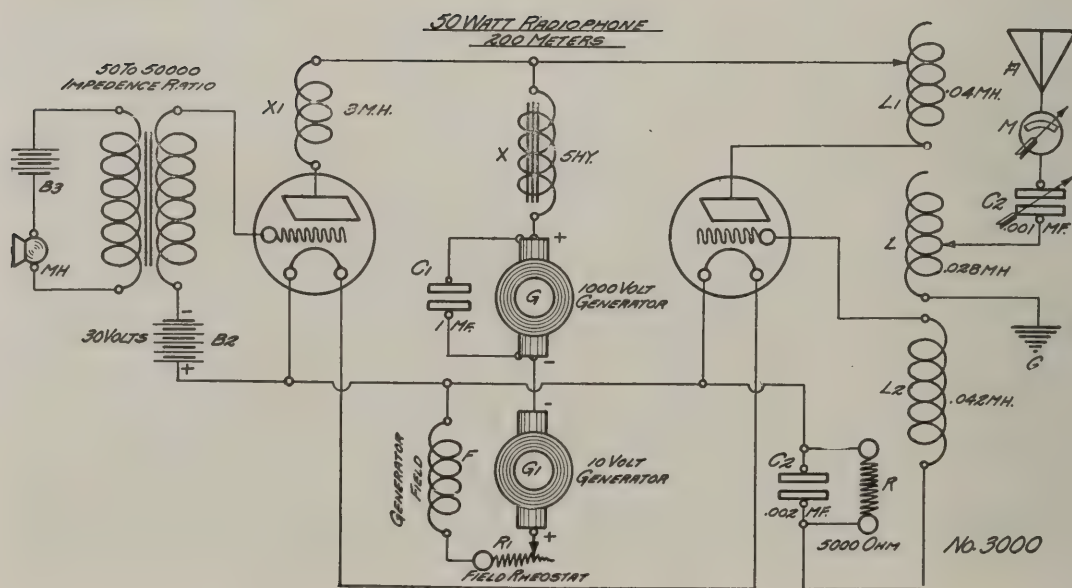 50 WATT RADIOPHONE
200 METERS
50 TO 50000
IMPEDENCE RATIO
X1
3 M.H.
L1
.04 MH.
A
M
X
5 HY.
B3
C2
.001 MF.
L
.028 MH
MH
C1
1 MF.
+
G
1000 VOLT
GENERATOR
-
-
30 VOLTS
B2
+
G
L2
.042 MH.
-
GENERATOR
FIELD
F
G1
10 VOLT
GENERATOR
+
C2
.002 MF.
R
5000 OHM
R1
FIELD RHEOSTAT
No. 3000